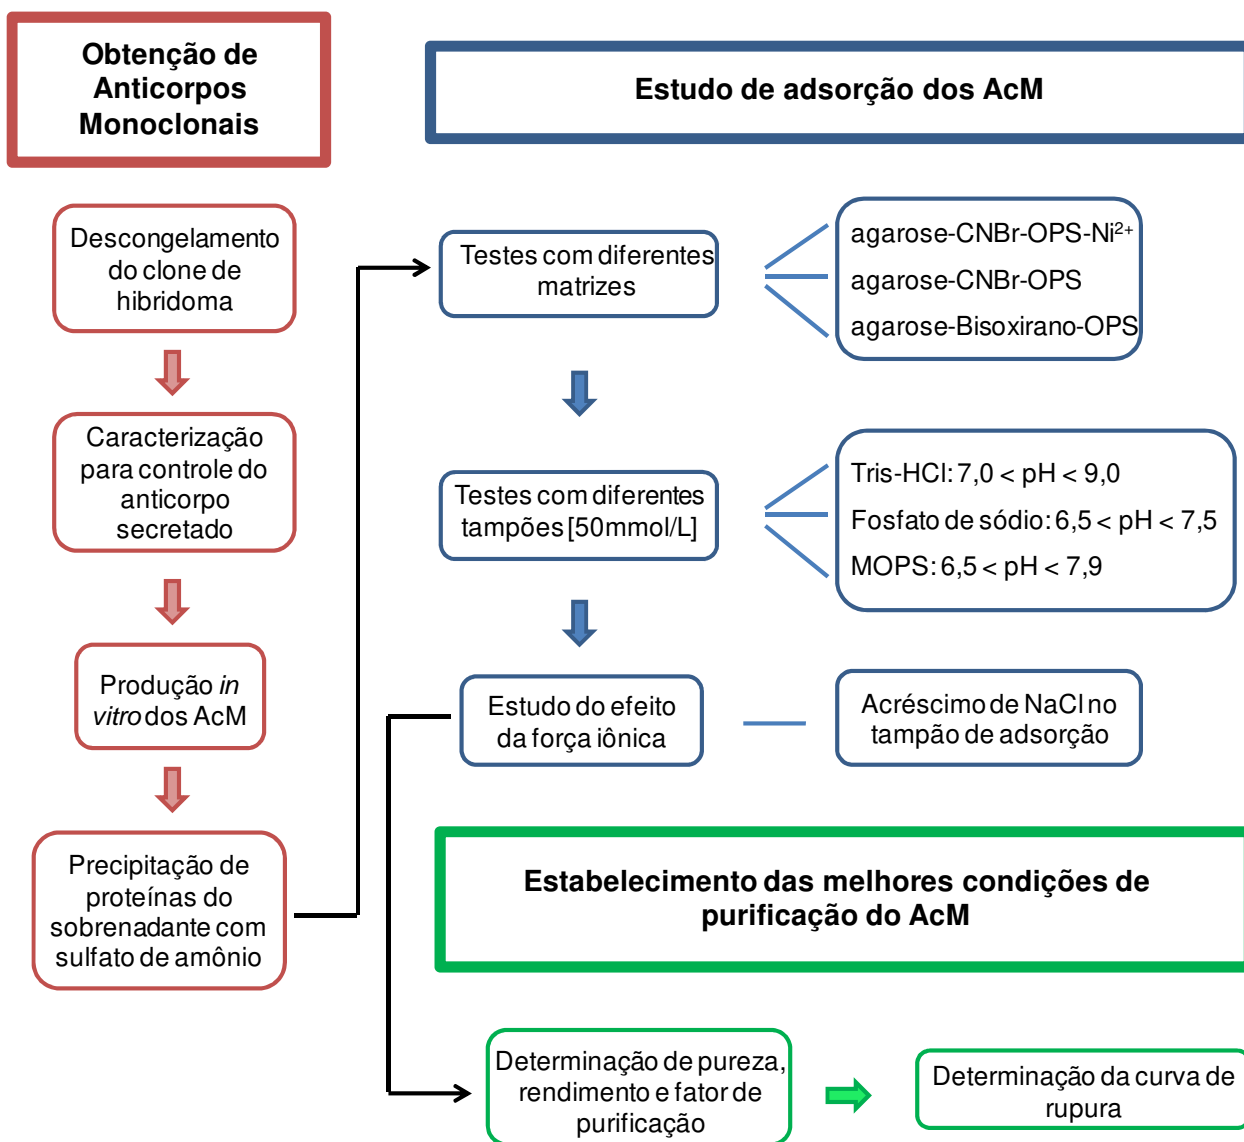 Obtenção de
Anticorpos
Monoclonais
Estudo de adsorção dos AcM
Descongelamento
do clone de
hibridoma
Caracterização
para controle do
anticorpo
secretado
Produção in
vitro dos AcM
Precipitação de
proteínas do
sobrenadante com
sulfato de amônio
Testes com diferentes
matrizes
agarose-CNBr-OPS-Ni²⁺
agarose-CNBr-OPS
agarose-Bisoxirano-OPS
Testes com diferentes
tampões [50mmol/L]
Tris-HCl: 7,0 < pH < 9,0
Fosfato de sódio: 6,5 < pH < 7,5
MOPS: 6,5 < pH < 7,9
Estudo do efeito
da força iônica
Acréscimo de NaCl no
tampão de adsorção
Estabelecimento das melhores condições de
purificação do AcM
Determinação de pureza,
rendimento e fator de
purificação
Determinação da curva de
rupura